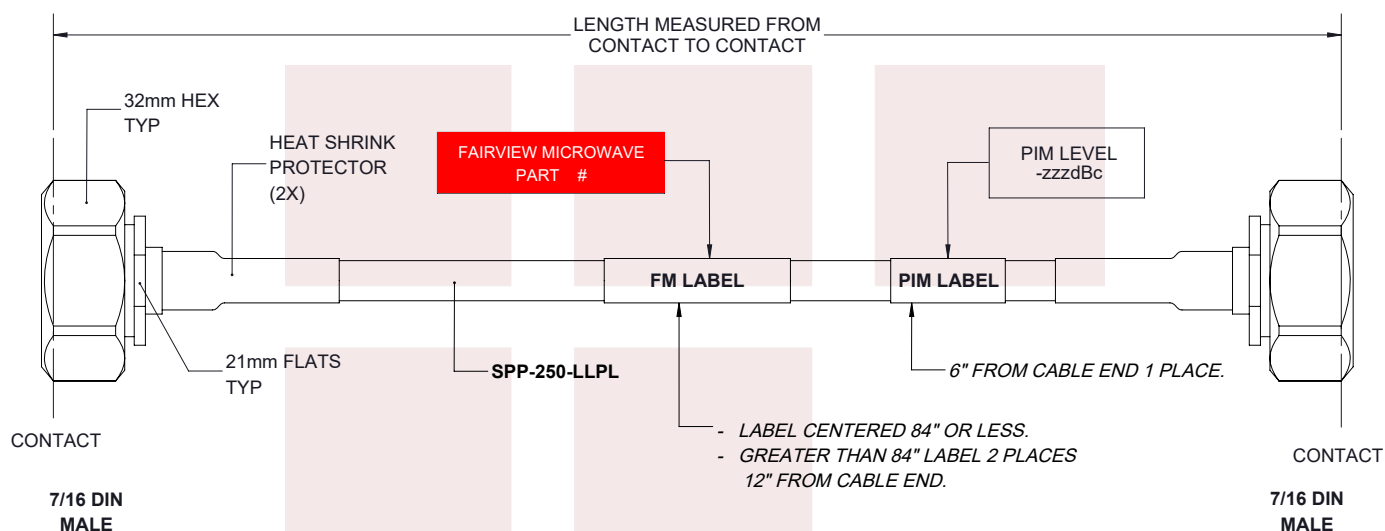 LENGTH MEASURED FROM
CONTACT TO CONTACT
32mm HEX
TYP
HEAT SHRINK
PROTECTOR
(2X)
FAIRVIEW MICROWAVE
PART #
PIM LEVEL
-zzzdBc
FM LABEL
PIM LABEL
21mm FLATS
TYP
SPP-250-LLPL
6" FROM CABLE END 1 PLACE.
- LABEL CENTERED 84" OR LESS.
- GREATER THAN 84" LABEL 2 PLACES
12" FROM CABLE END.
CONTACT
7/16 DIN
MALE
CONTACT
7/16 DIN
MALE